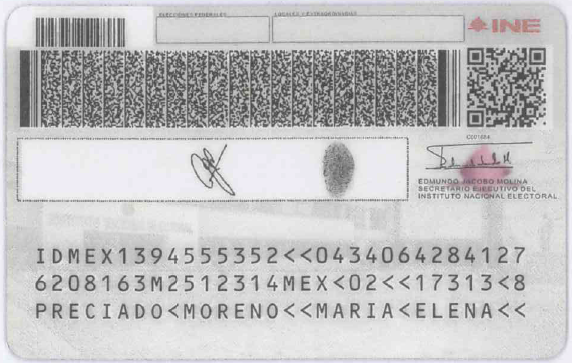 ELECCIONES FEDERALES LOCALES Y EXTRAORDINARIAS
INE
EDMUNDO JACOBO MOLINA
SECRETARIO EJECUTIVO DEL
INSTITUTO NACIONAL ELECTORAL
IDMEX1394555352<<0434064284127
6208163M2512314MEX<02<<17313<8
PRECIADO<MORENO<<MARIA<ELENA<<